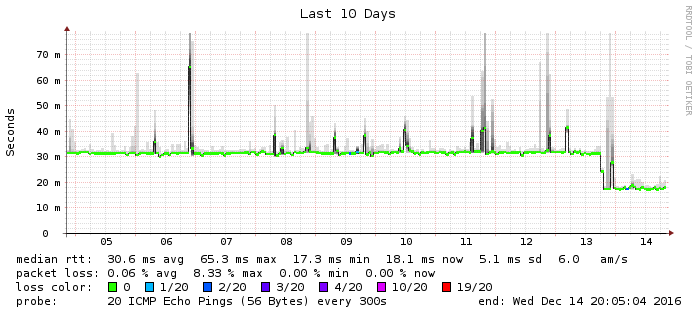 Last 10 Days
RRDTOOL / TOBI OETIKER
Seconds
70 m
60 m
50 m
40 m
30 m
20 m
10 m
0
05 06 07 08 09 10 11 12 13 14
median rtt: 30.6 ms avg 65.3 ms max 17.3 ms min 18.1 ms now 5.1 ms sd 6.0 am/s
packet loss: 0.06 % avg 8.33 % max 0.00 % min 0.00 % now
loss color: 0 1/20 2/20 3/20 4/20 10/20 19/20
probe: 20 ICMP Echo Pings (56 Bytes) every 300s end: Wed Dec 14 20:05:04 2016